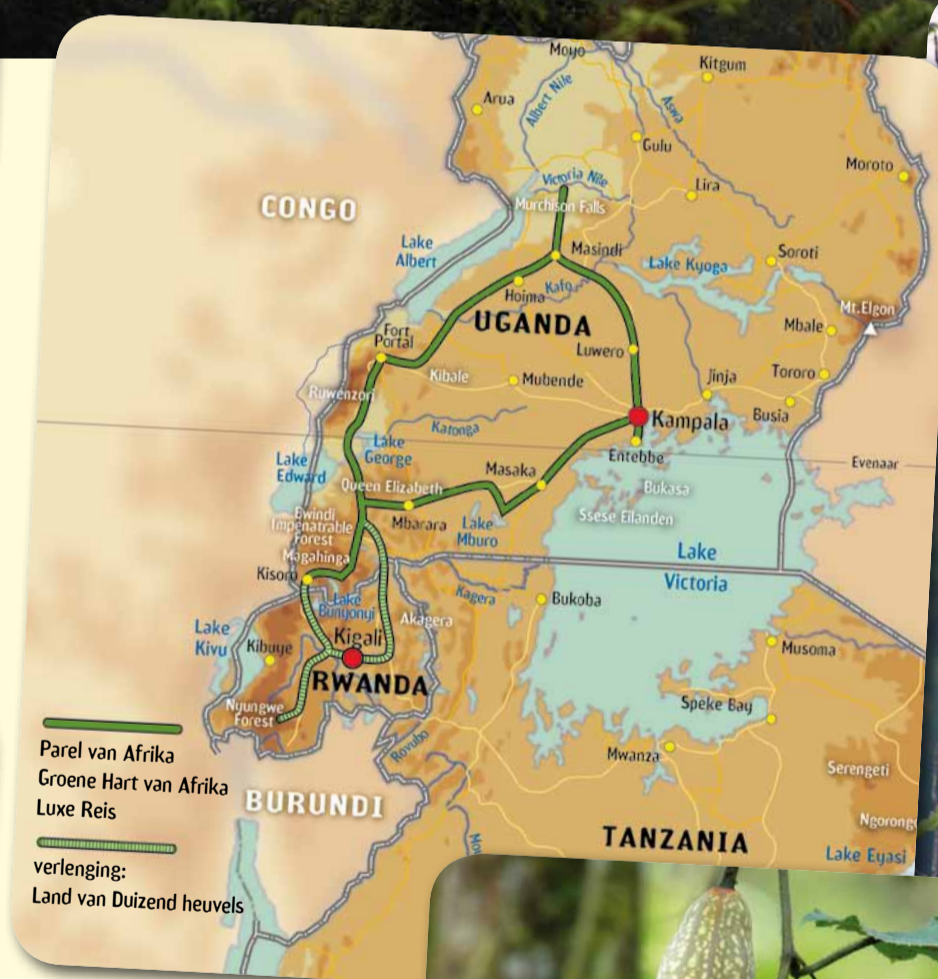 Moyo
Kitgum
Arua
Albert Nile
Aswa
Gulu
Moroto
Victoria Nile
Lira
CONGO
Murchison Falls
Lake
Albert
Masindi
Soroti
Lake Kyoga
Hoima
Kafo
Mt.Elgon
UGANDA
Mbale
Fort
Portal
Luwero
Kibale
Mubende
Jinja
Tororo
Ruwenzori
Kampala
Busia
Katonga
Lake
George
Entebbe
Evenaar
Lake
Edward
Masaka
Queen Elizabeth
Bukasa
Ssese Eilanden
Bwindi
Impenatrable
Forest
Mbarara
Lake
Mburo
Lake
Victoria
Magahinga
Kisoro
Kagera
Bukoba
Lake
Bunyonyi
Akagera
Lake
Kivu
Kibuye
Kigali
Musoma
RWANDA
Nyungwe
Forest
Speke Bay
Rovubo
Mwanza
Serengeti
Parel van Afrika
Groene Hart van Afrika
Luxe Reis
BURUNDI
TANZANIA
Lake Eyasi
verlenging:
Land van Duizend heuvels